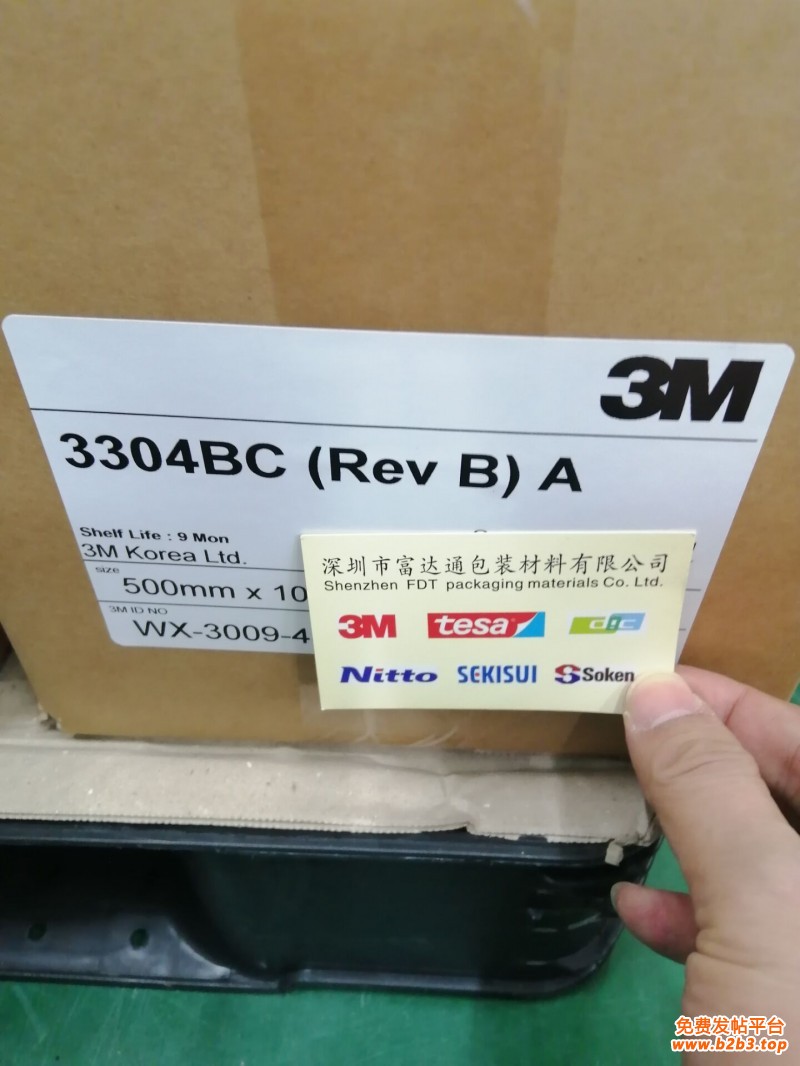 3M
3304BC (Rev B) A
Shelf Life : 9 Mon
3M Korea Ltd.
size
500mm x 10
3M ID NO
WX-3009-4
深圳市富达通包装材料有限公司
Shenzhen FDT packaging materials Co. Ltd.
3M tesa dic
Nitto SEKISUI Soken
免费发帖平台
www.b2b3.top